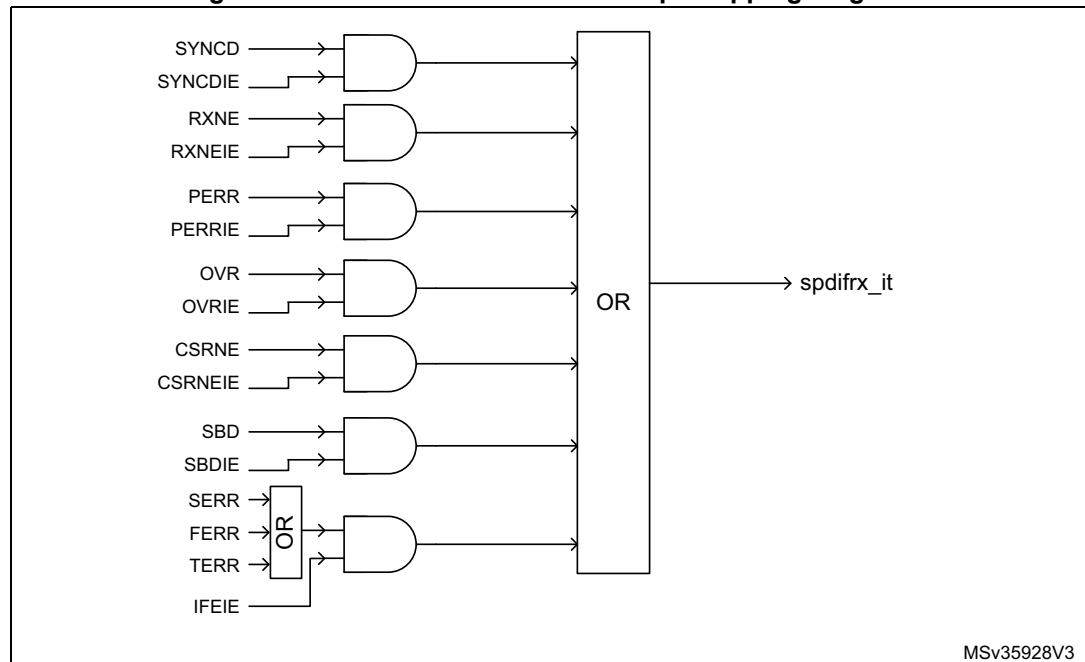 SYNCD
SYNCDIE
RXNE
RXNEIE
PERR
PERRIE
OVR
OVRIE
OR
spdifrx_it
CSRNE
CSRNEIE
SBD
SBDIE
SERR
FERR
OR
TERR
IFEIE
MSv35928V3